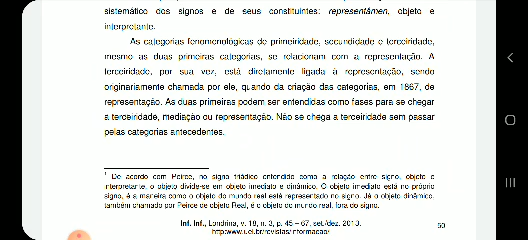 sistemático dos signos e de seus constituintes: representâmen, objeto e
interpretante.
As categorias fenomenológicas de primeiridade, secundidade e terceiridade,
mesmo as duas primeiras categorias, se relacionam com a representação. A
terceiridade, por sua vez, está diretamente ligada à representação, sendo
originariamente chamada por ele, quando da criação das categorias, em 1867, de
representação. As duas primeiras podem ser entendidas como fases para se chegar
a terceiridade, mediação ou representação. Não se chega a terceiridade sem passar
pelas categorias antecedentes.
1 De acordo com Peirce, no signo triádico entendido como a relação entre signo, objeto e
interpretante, o objeto divide-se em objeto imediato e dinâmico. O objeto imediato está no próprio
signo, é a maneira como o objeto do mundo real está representado no signo. Já o objeto dinâmico,
também chamado por Peirce de objeto Real, é o objeto do mundo real, fora do signo.
Inf. Inf., Londrina, v. 18, n. 3, p. 45 – 67, set./dez. 2013.
http:www.uel.br/revistas/informacao/
50